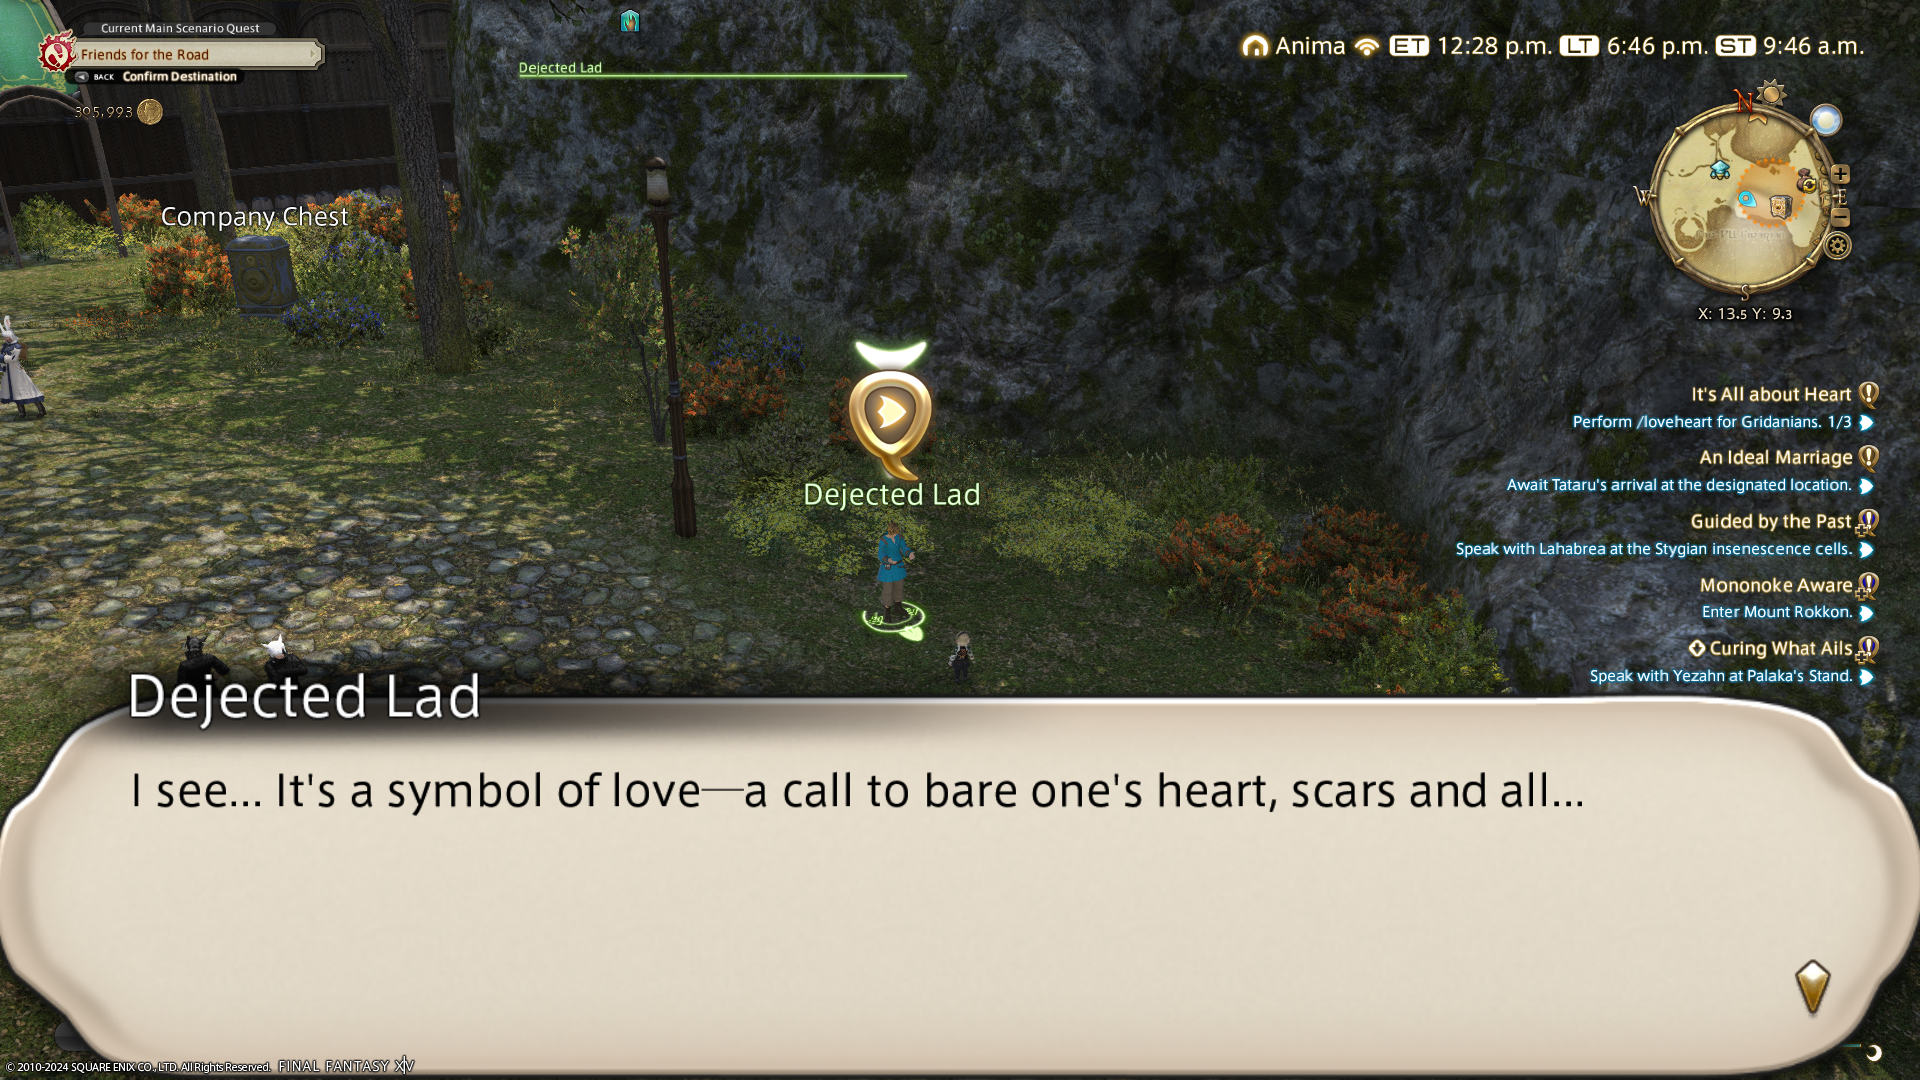 Current Main Scenario Quest
Friends for the Road
BACK Confirm Destination
395,993
Dejected Lad
Anima ET 12:28 p.m. LT 6:46 p.m. ST 9:46 a.m.
N
W
E
S
X: 13.5 Y: 9.3
Company Chest
Dejected Lad
It's All about Heart
Perform /loveheart for Gridanians. 1/3
An Ideal Marriage
Await Tataru's arrival at the designated location.
Guided by the Past
Speak with Lahabrea at the Stygian insenescence cells.
Mononoke Aware
Enter Mount Rokkon.
Curing What Ails
Speak with Yezahn at Palaka's Stand.
Dejected Lad
I see... It's a symbol of love—a call to bare one's heart, scars and all...
© 2010-2024 SQUARE ENIX CO., LTD. All Rights Reserved. FINAL FANTASY XIV